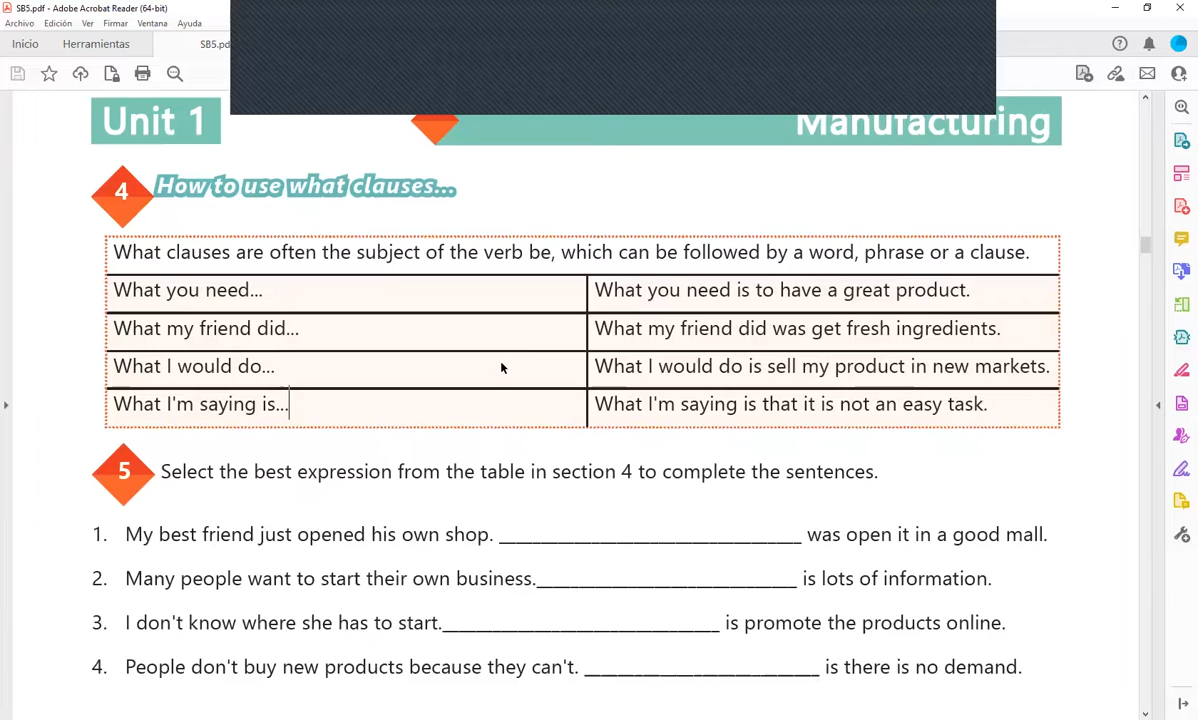 SB5.pdf - Adobe Acrobat Reader (64-bit)
Archivo Edición Ver Firmar Ventana Ayuda
Inicio Herramientas SB5.pd
Unit 1 Manufacturing
4 How to use what clauses...
What clauses are often the subject of the verb be, which can be followed by a word, phrase or a clause.
What you need... What you need is to have a great product.
What my friend did... What my friend did was get fresh ingredients.
What I would do... What I would do is sell my product in new markets.
What I'm saying is... What I'm saying is that it is not an easy task.
5 Select the best expression from the table in section 4 to complete the sentences.
1. My best friend just opened his own shop. ____________________________ was open it in a good mall.
2. Many people want to start their own business.________________________ is lots of information.
3. I don't know where she has to start.__________________________ is promote the products online.
4. People don't buy new products because they can't. ______________________ is there is no demand.